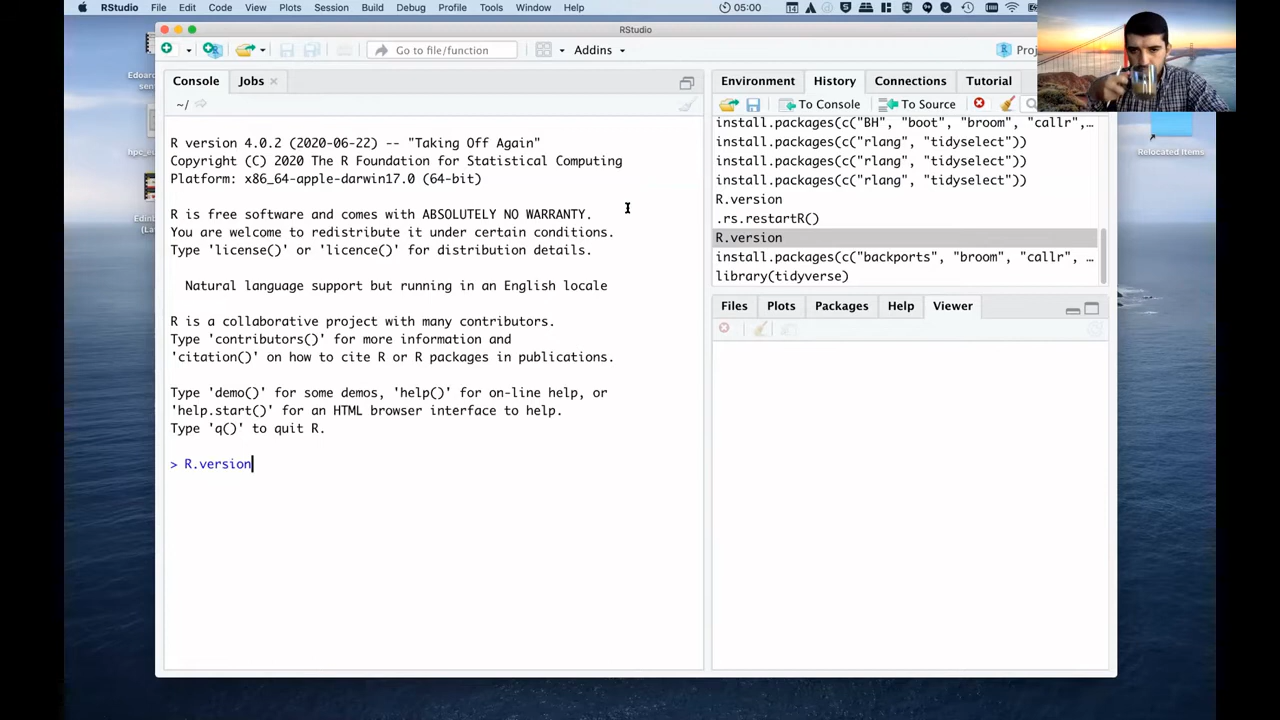 RStudio File Edit Code View Plots Session Build Debug Profile Tools Window Help 05:00
RStudio
Go to file/function Addins
Console Jobs
~/
R version 4.0.2 (2020-06-22) -- "Taking Off Again"
Copyright (C) 2020 The R Foundation for Statistical Computing
Platform: x86_64-apple-darwin17.0 (64-bit)
R is free software and comes with ABSOLUTELY NO WARRANTY.
You are welcome to redistribute it under certain conditions.
Type 'license()' or 'licence()' for distribution details.
Natural language support but running in an English locale
R is a collaborative project with many contributors.
Type 'contributors()' for more information and
'citation()' on how to cite R or R packages in publications.
Type 'demo()' for some demos, 'help()' for on-line help, or
'help.start()' for an HTML browser interface to help.
Type 'q()' to quit R.
> R.version
Environment History Connections Tutorial
To Console To Source
install.packages(c("BH", "boot", "broom", "callr",…
install.packages(c("rlang", "tidyselect"))
install.packages(c("rlang", "tidyselect"))
install.packages(c("rlang", "tidyselect"))
R.version
.rs.restartR()
R.version
install.packages(c("backports", "broom", "callr", …
library(tidyverse)
Files Plots Packages Help Viewer
Relocated Items